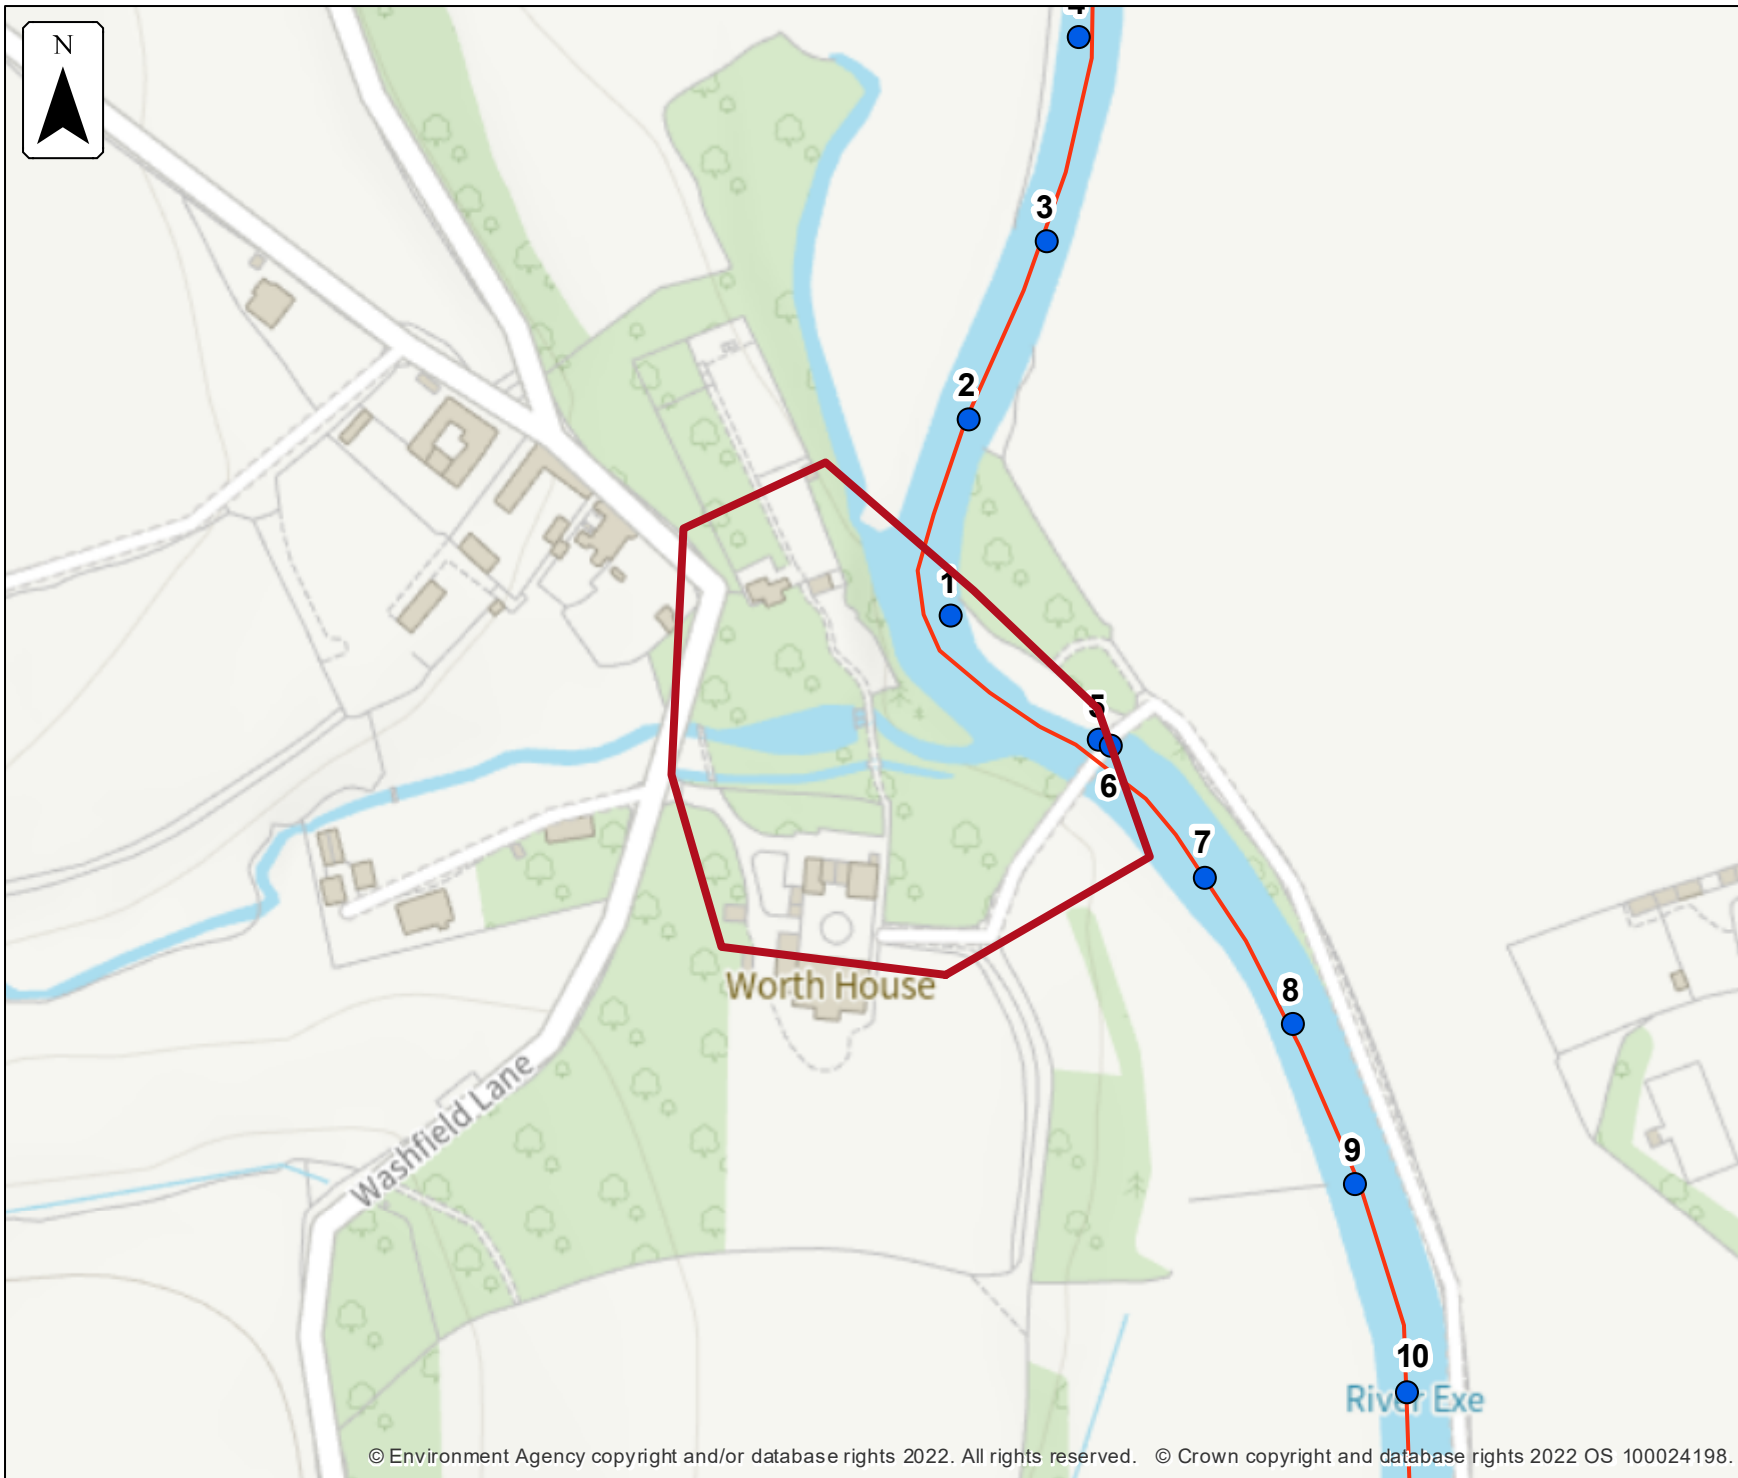 4
N
3
2
1
5
6
7
Worth House
8
Washfield Lane
9
10
River Exe
© Environment Agency copyright and/or database rights 2022. All rights reserved. © Crown copyright and database rights 2022 OS 100024198.